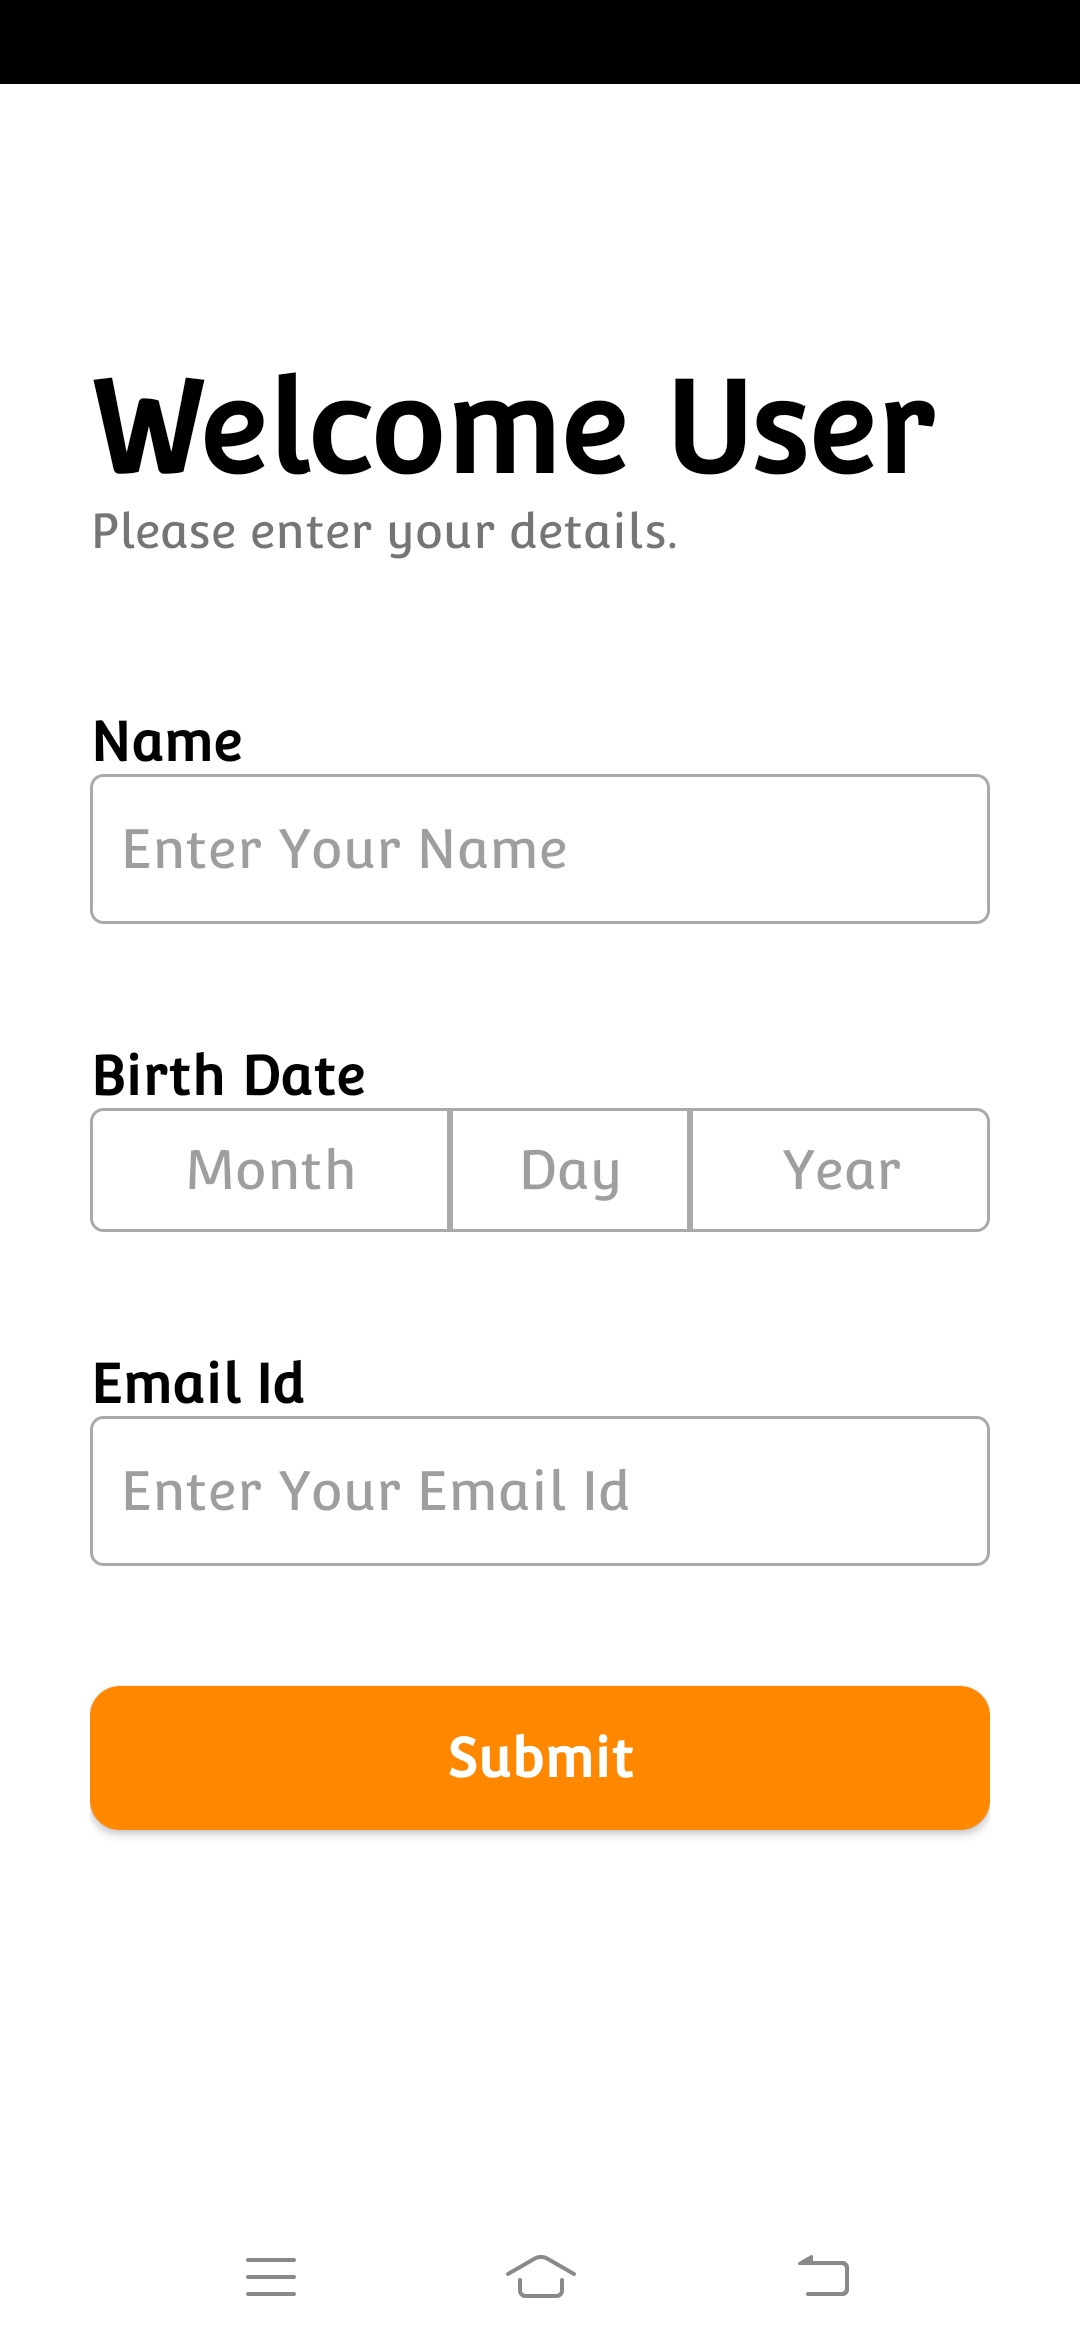 Welcome User
Please enter your details.
Name
Enter Your Name
Birth Date
Month Day Year
Email Id
Enter Your Email Id
Submit